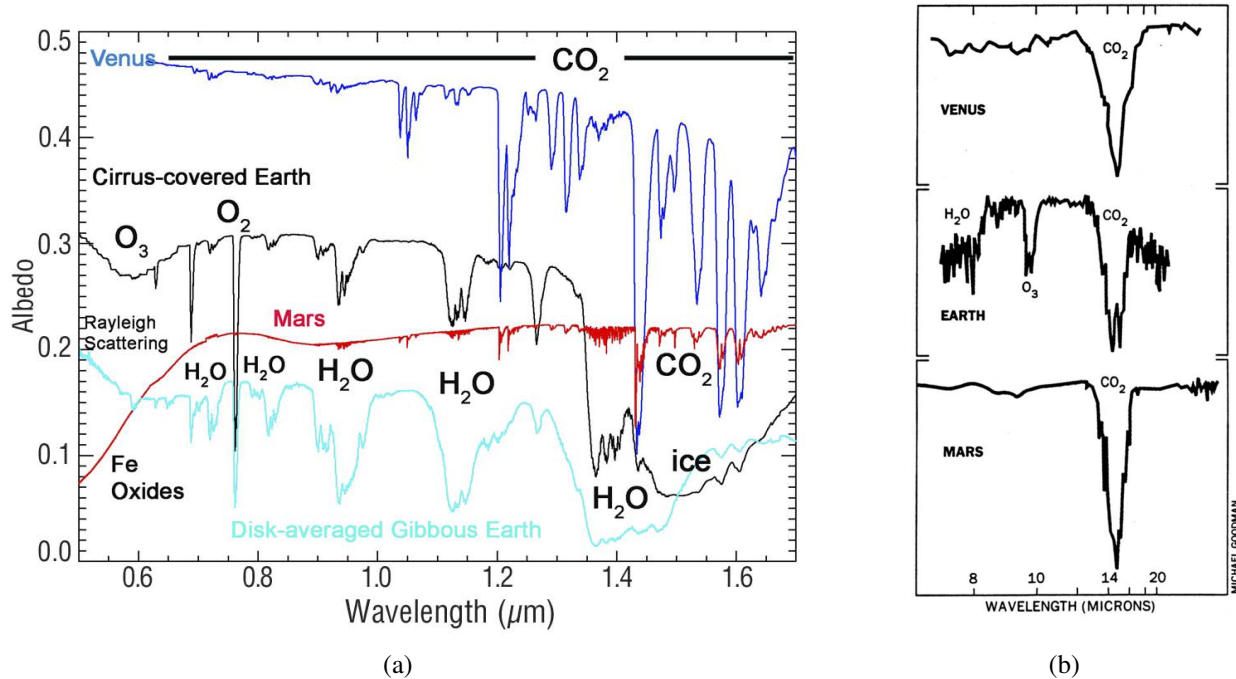 0.5
0.4
0.3
0.2
0.1
0.0
Albedo
Venus
CO2
Cirrus-covered Earth
O3
O2
Rayleigh
Scattering
Mars
H2O
H2O
H2O
H2O
CO2
Fe
Oxides
ice
H2O
Disk-averaged Gibbous Earth
0.6 0.8 1.0 1.2 1.4 1.6
Wavelength (μm)
(a)
CO2
VENUS
H2O
CO2
O3
EARTH
CO2
MARS
8 10 14 20
WAVELENGTH (MICRONS)
MICHAEL GOODMAN
(b)